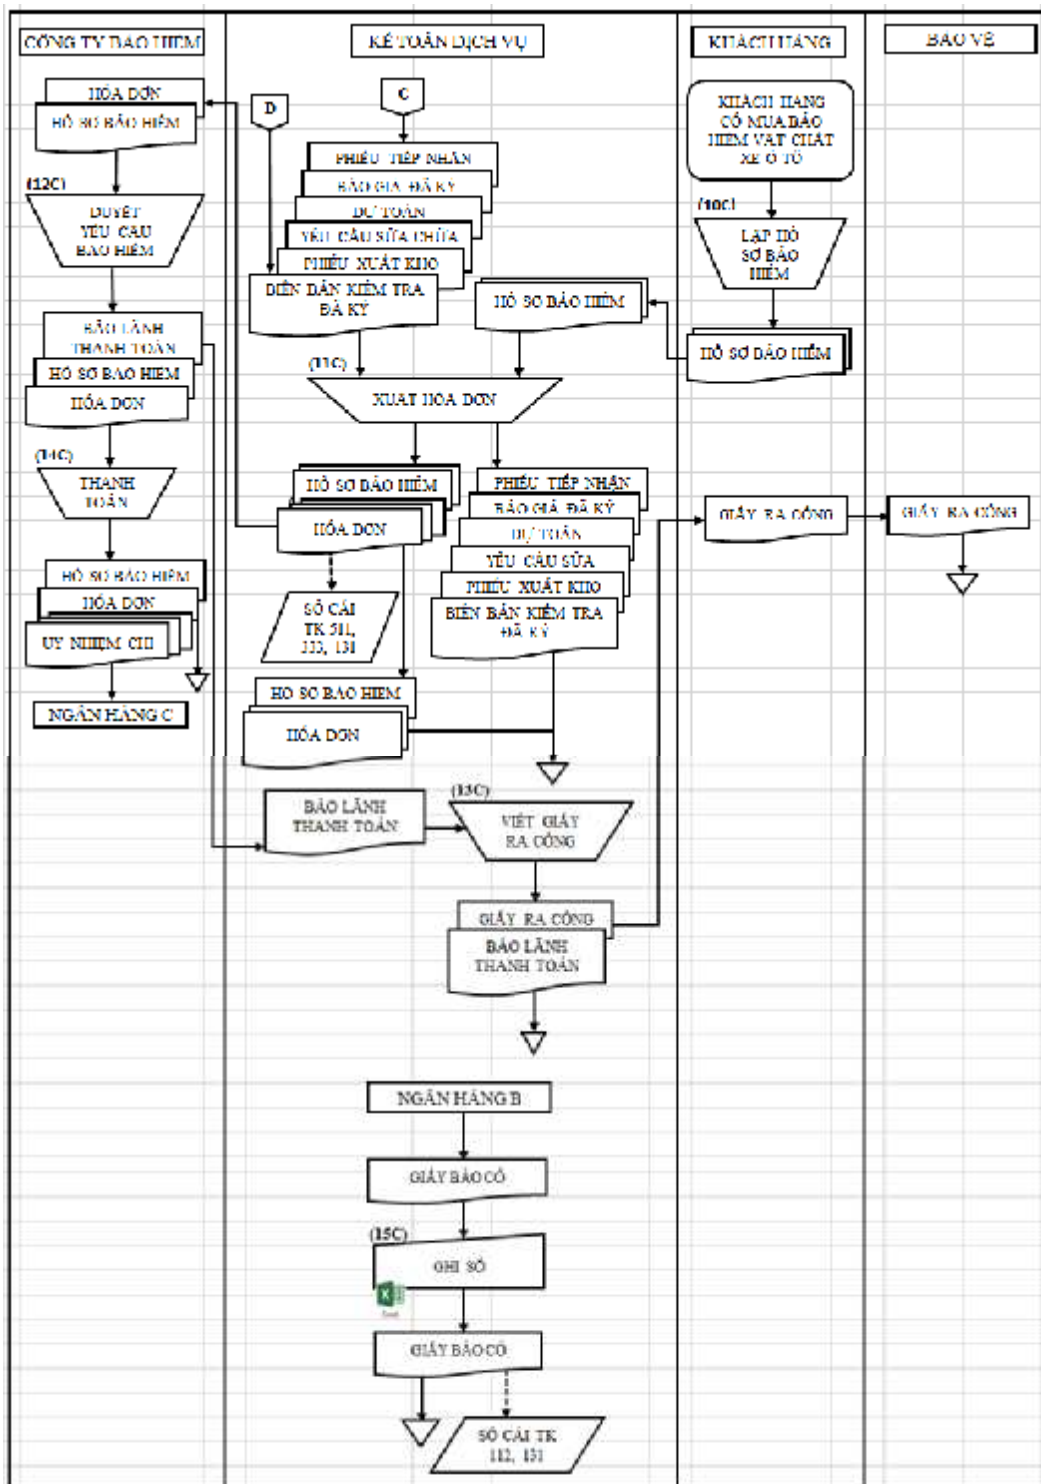 CÔNG TY BẢO HIỂM
KẾ TOÁN DỊCH VỤ
KHÁCH HÀNG
BẢO VỆ
HÓA ĐƠN
HỒ SƠ BẢO HIỂM
(12C)
DUYỆT
YÊU CẦU
BẢO HIỂM
BẢO LÃNH
THANH TOÁN
HỒ SƠ BẢO HIỂM
HÓA ĐƠN
(14C)
THANH
TOÁN
HỒ SƠ BẢO HIỂM
HÓA ĐƠN
UỶ NHIỆM CHI
NGÂN HÀNG C
D
C
PHIẾU TIẾP NHẬN
BÁO GIÁ ĐÃ KÝ
DỰ TOÁN
YÊU CẦU SỬA CHỮA
PHIẾU XUẤT KHO
BIÊN BẢN KIỂM TRA
ĐÃ KÝ
HỒ SƠ BẢO HIỂM
(11C)
XUẤT HÓA ĐƠN
HỒ SƠ BẢO HIỂM
HÓA ĐƠN
SỔ CÁI
TK 511,
333, 131
PHIẾU TIẾP NHẬN
BÁO GIÁ ĐÃ KÝ
DỰ TOÁN
YÊU CẦU SỬA
PHIẾU XUẤT KHO
BIÊN BẢN KIỂM TRA
ĐÃ KÝ
HỒ SƠ BẢO HIỂM
HÓA ĐƠN
BẢO LÃNH
THANH TOÁN
(13C)
VIẾT GIẤY
RA CỔNG
GIẤY RA CỔNG
BẢO LÃNH
THANH TOÁN
NGÂN HÀNG B
GIẤY BÁO CÓ
(15C)
GHI SỔ
GIẤY BÁO CÓ
SỔ CÁI TK
112, 131
KHÁCH HÀNG
CÓ MUA BẢO
HIỂM VẬT CHẤT
XE Ô TÔ
(10C)
LẬP HỒ
SƠ BẢO
HIỂM
HỒ SƠ BẢO HIỂM
GIẤY RA CỔNG
GIẤY RA CỔNG